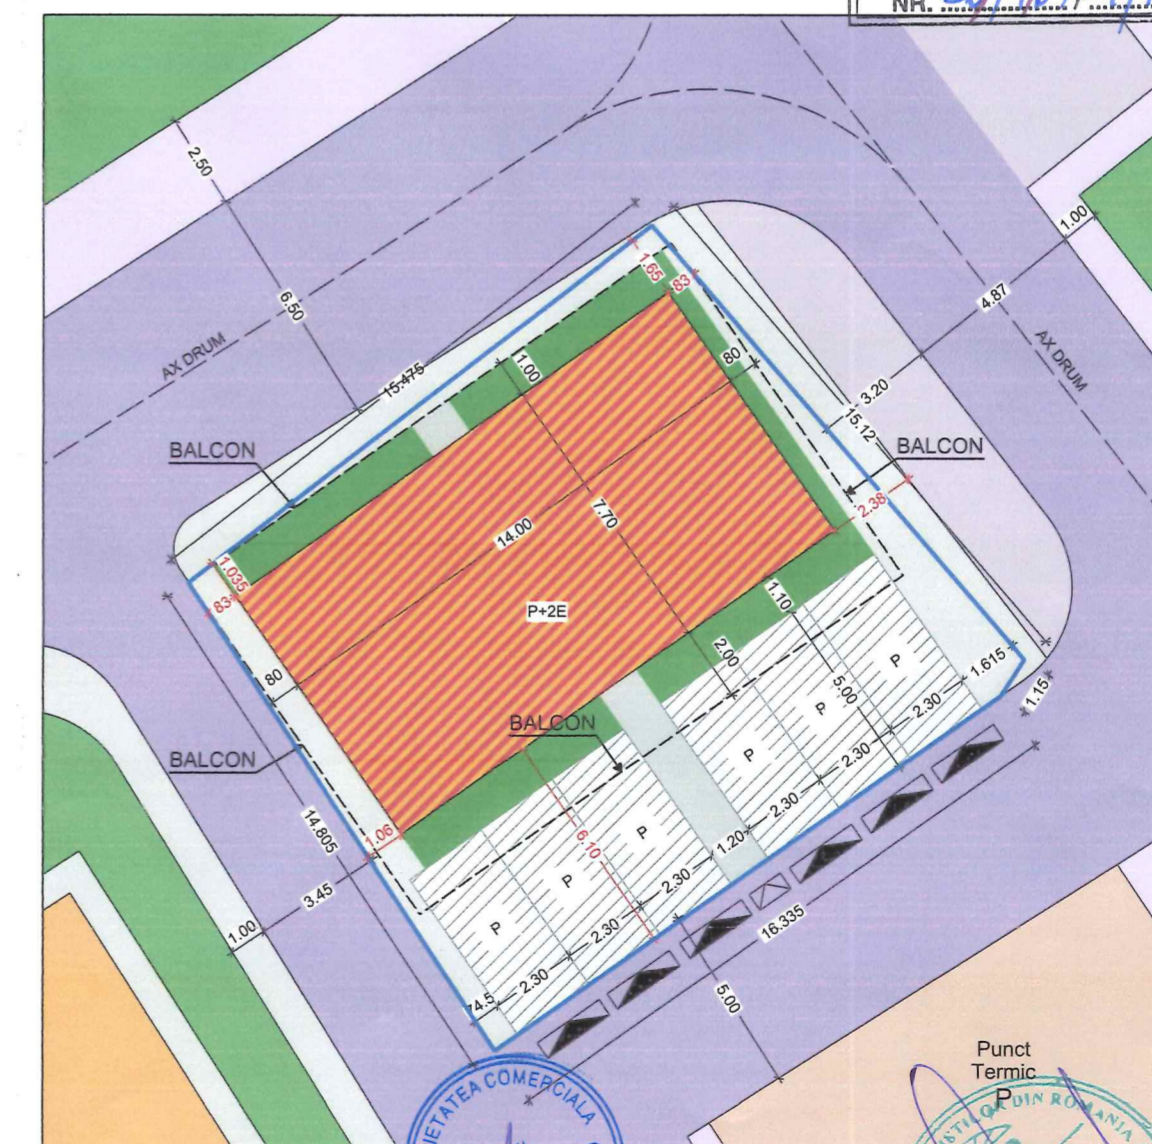 NR.
2.50
6.50
AX DRUM
15.475
BALCON
1.65
83
1.00
80
4.87
AX DRUM
1.00
3.20
15.12
BALCON
2.38
14.00
7.70
1.035
83
P+2E
80
BALCON
1.10
2.00
5.00
P
1.615
1.15
BALCON
P
2.30
P
2.30
14.805
1.06
6.10
P
2.30
1.20
3.45
P
2.30
16.335
1.00
P
2.30
2.30
74.5
5.00
Punct
Termic
P
IETATEA COMERCIALA
DIN ROMANIA